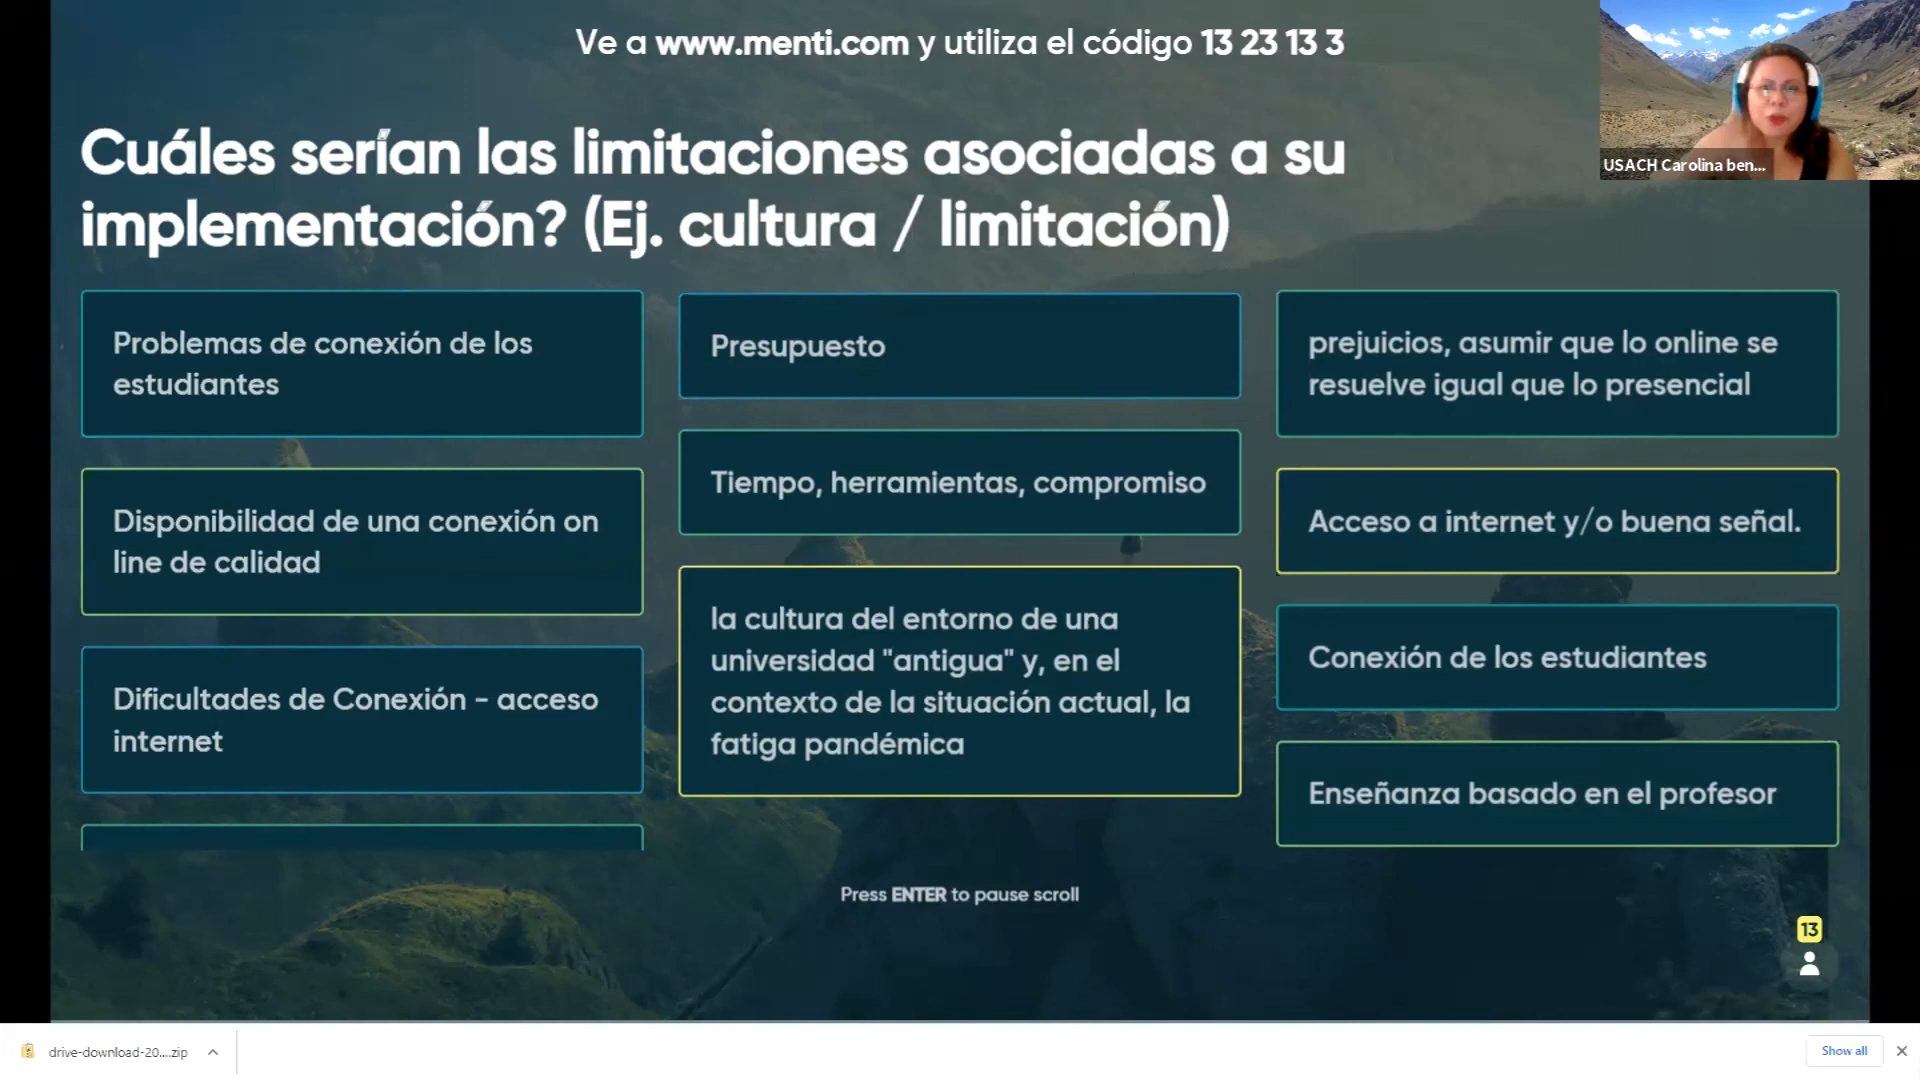 Ve a www.menti.com y utiliza el código 13 23 13 3
USACH Carolina ben...
Cuáles serían las limitaciones asociadas a su
implementación? (Ej. cultura / limitación)
Problemas de conexión de los
estudiantes
Disponibilidad de una conexión on
line de calidad
Dificultades de Conexión - acceso
internet
Presupuesto
Tiempo, herramientas, compromiso
la cultura del entorno de una
universidad "antigua" y, en el
contexto de la situación actual, la
fatiga pandémica
prejuicios, asumir que lo online se
resuelve igual que lo presencial
Acceso a internet y/o buena señal.
Conexión de los estudiantes
Enseñanza basado en el profesor
Press ENTER to pause scroll
13
drive-download-20....zip
Show all